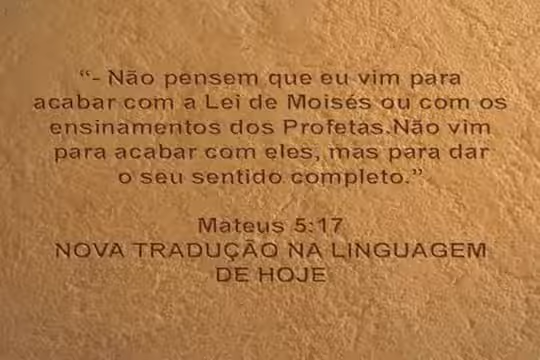 “- Não pensem que eu vim para
acabar com a Lei de Moisés ou com os
ensinamentos dos Profetas.Não vim
para acabar com eles, mas para dar
o seu sentido completo.”
Mateus 5:17
NOVA TRADUÇÃO NA LINGUAGEM
DE HOJE